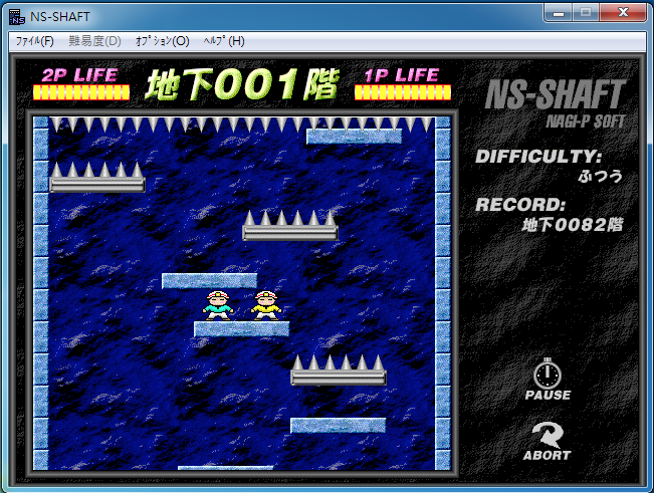 NS-SHAFT
ﾌｧｲﾙ(F) 難易度(D) ｵﾌﾟｼｮﾝ(O) ﾍﾙﾌﾟ(H)
2P LIFE 地下001階 1P LIFE
NS-SHAFT
NAGI-P SOFT
DIFFICULTY:
ふつう
RECORD:
地下0082階
PAUSE
ABORT